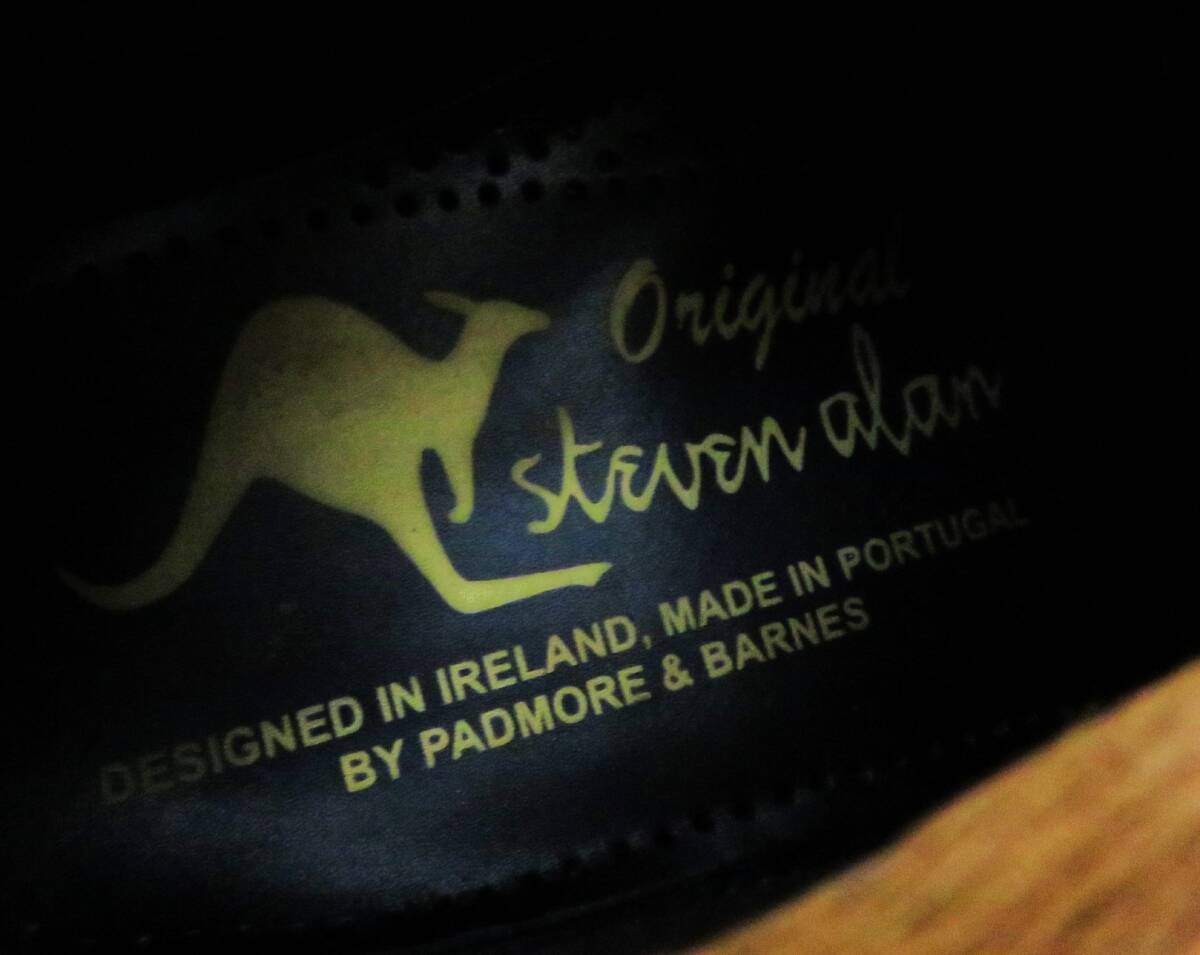 Original
steven alan
DESIGNED IN IRELAND, MADE IN PORTUGAL
BY PADMORE & BARNES